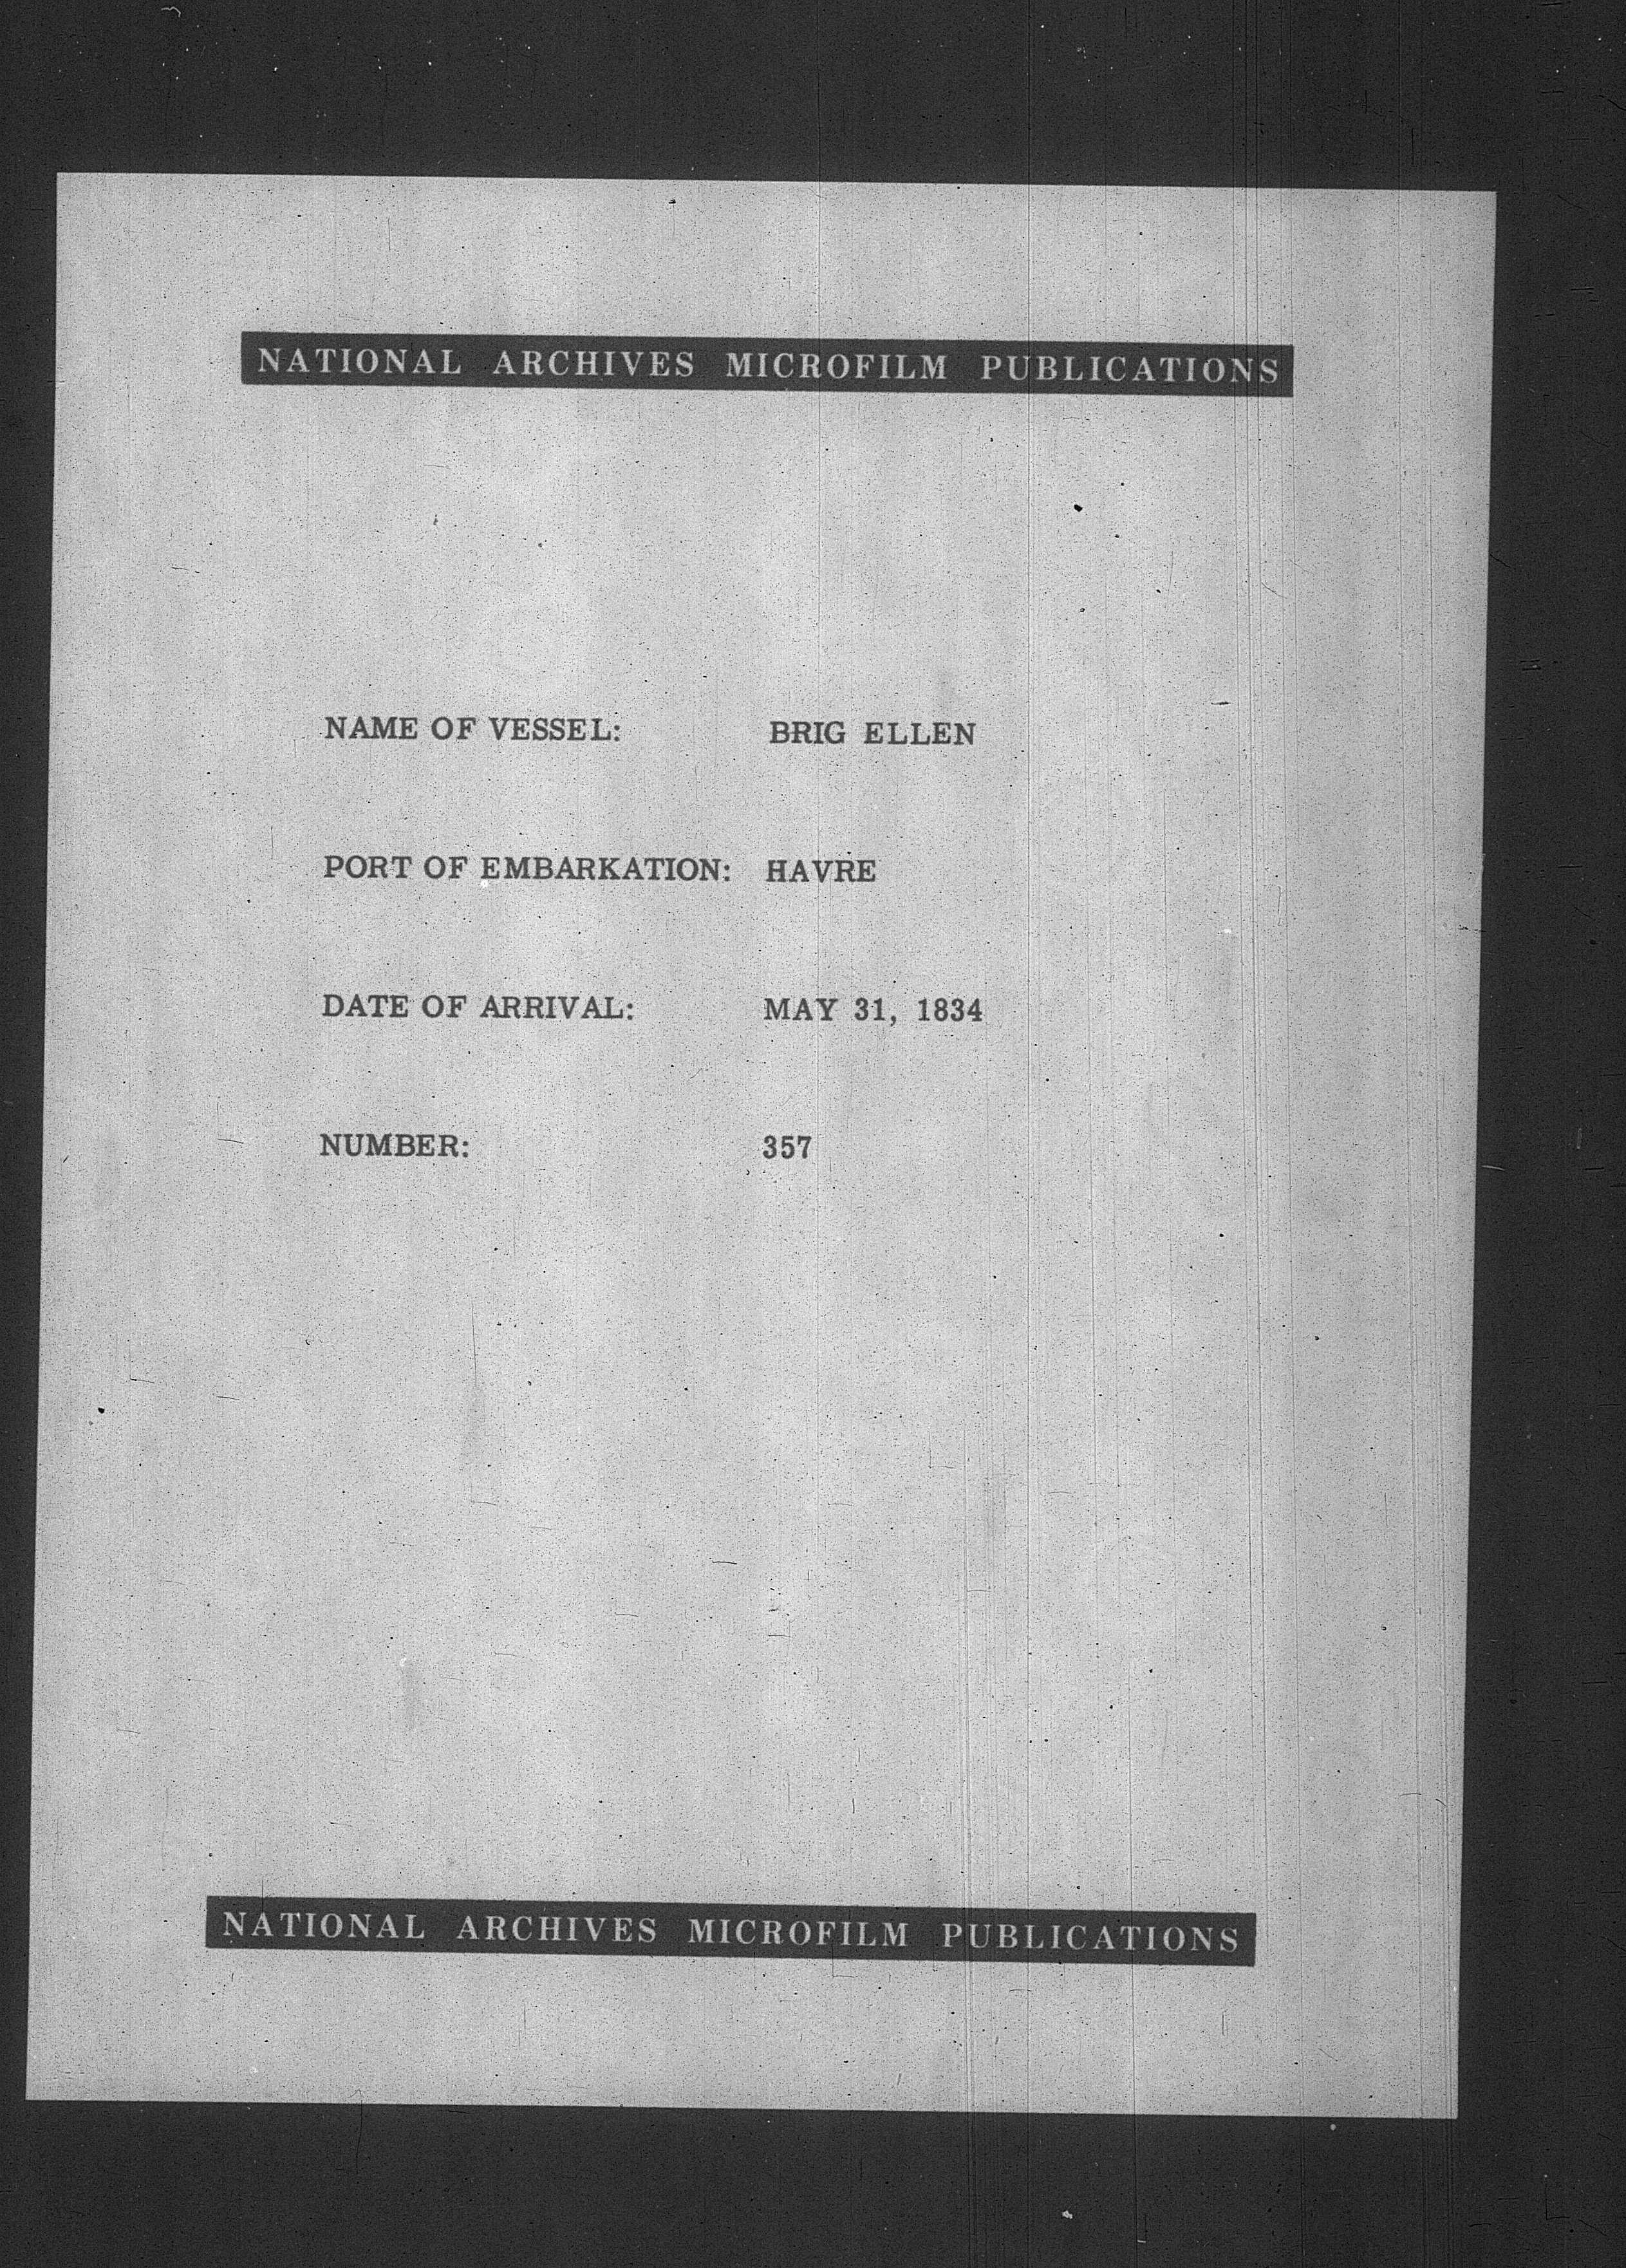 NATIONAL ARCHIVES MICROFILM PUBLICATIONS
NAME OF VESSEL: BRIG ELLEN
PORT OF EMBARKATION: HAVRE
DATE OF ARRIVAL: MAY 31, 1834
NUMBER: 357
NATIONAL ARCHIVES MICROFILM PUBLICATIONS